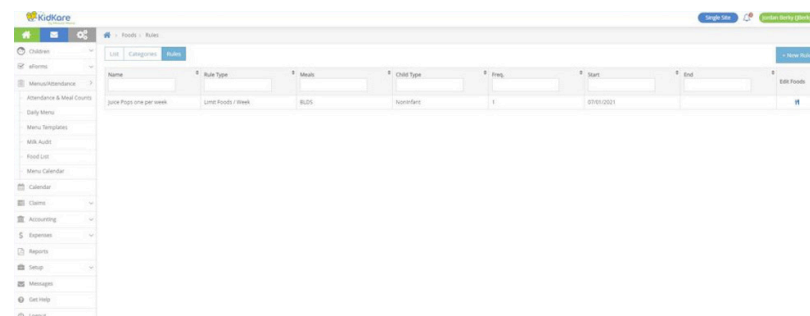 KidKare
Single Site
Foods / Rules
List Categories Rules
+ New
Name Rule Type Meals Child Type Freq. Start End Edit Foods
Juice Pops one per week Limit Foods / Week BLDS NonInfant 1 07/01/2021
Children
eForms
Menus/Attendance
Attendance & Meal Counts
Daily Menu
Menu Templates
Milk Audit
Food List
Menu Calendar
Calendar
Claims
Accounting
Expenses
Reports
Setup
Messages
Get Help
Logout